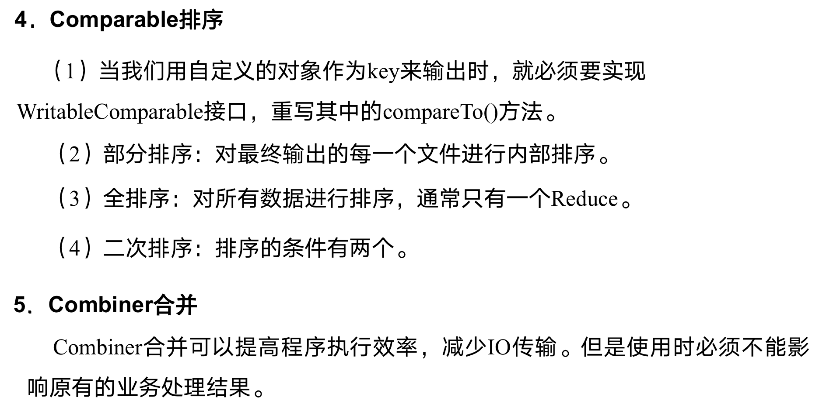 4．Comparable排序
（1）当我们用自定义的对象作为key来输出时，就必须要实现
WritableComparable接口，重写其中的compareTo()方法。
（2）部分排序：对最终输出的每一个文件进行内部排序。
（3）全排序：对所有数据进行排序，通常只有一个Reduce。
（4）二次排序：排序的条件有两个。
5．Combiner合并
Combiner合并可以提高程序执行效率，减少IO传输。但是使用时必须不能影
响原有的业务处理结果。